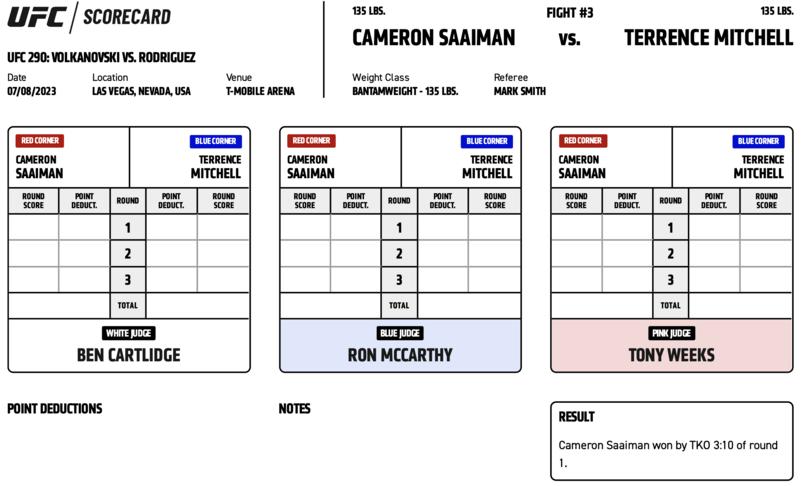 UFC / SCORECARD
UFC 290: VOLKANOVSKI VS. RODRIGUEZ
Date Location Venue
07/08/2023 LAS VEGAS, NEVADA, USA T-MOBILE ARENA
135 LBS. FIGHT #3 135 LBS.
CAMERON SAAIMAN VS. TERRENCE MITCHELL
Weight Class Referee
BANTAMWEIGHT - 135 LBS. MARK SMITH
RED CORNER BLUE CORNER
CAMERON TERRENCE
SAAIMAN MITCHELL
ROUND POINT ROUND POINT ROUND
SCORE DEDUCT. DEDUCT. SCORE
1
2
3
TOTAL
WHITE JUDGE
BEN CARTLIDGE
RED CORNER BLUE CORNER
CAMERON TERRENCE
SAAIMAN MITCHELL
ROUND POINT ROUND POINT ROUND
SCORE DEDUCT. DEDUCT. SCORE
1
2
3
TOTAL
BLUE JUDGE
RON MCCARTHY
RED CORNER BLUE CORNER
CAMERON TERRENCE
SAAIMAN MITCHELL
ROUND POINT ROUND POINT ROUND
SCORE DEDUCT. DEDUCT. SCORE
1
2
3
TOTAL
PINK JUDGE
TONY WEEKS
POINT DEDUCTIONS
NOTES
RESULT
Cameron Saaiman won by TKO 3:10 of round
1.